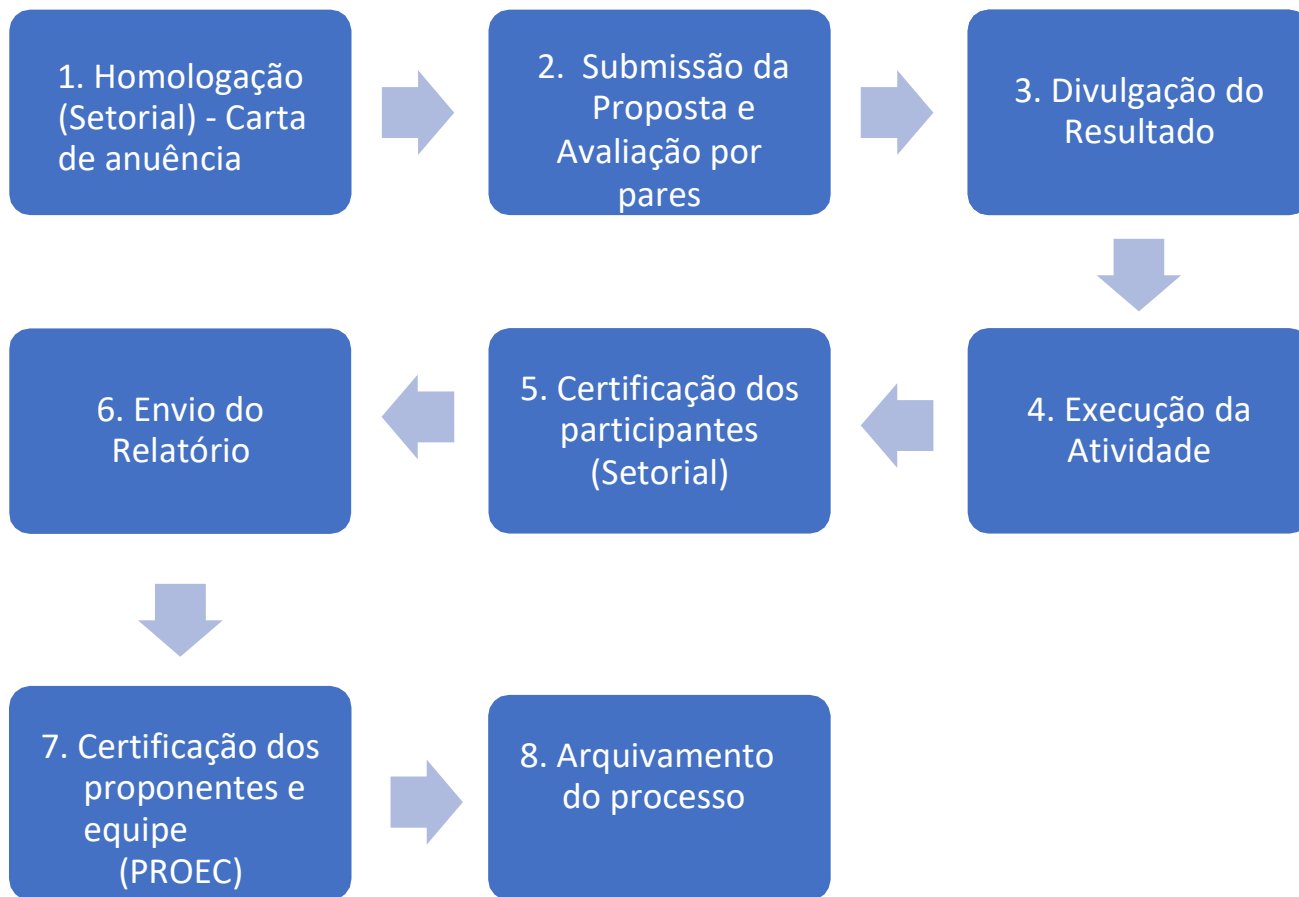 1. Homologação
(Setorial) - Carta
de anuência
2. Submissão da
Proposta e
Avaliação por
pares
3. Divulgação do
Resultado
4. Execução da
Atividade
5. Certificação dos
participantes
(Setorial)
6. Envio do
Relatório
7. Certificação dos
proponentes e
equipe
(PROEC)
8. Arquivamento
do processo